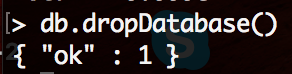 > db.dropDatabase()
{ "ok" : 1 }